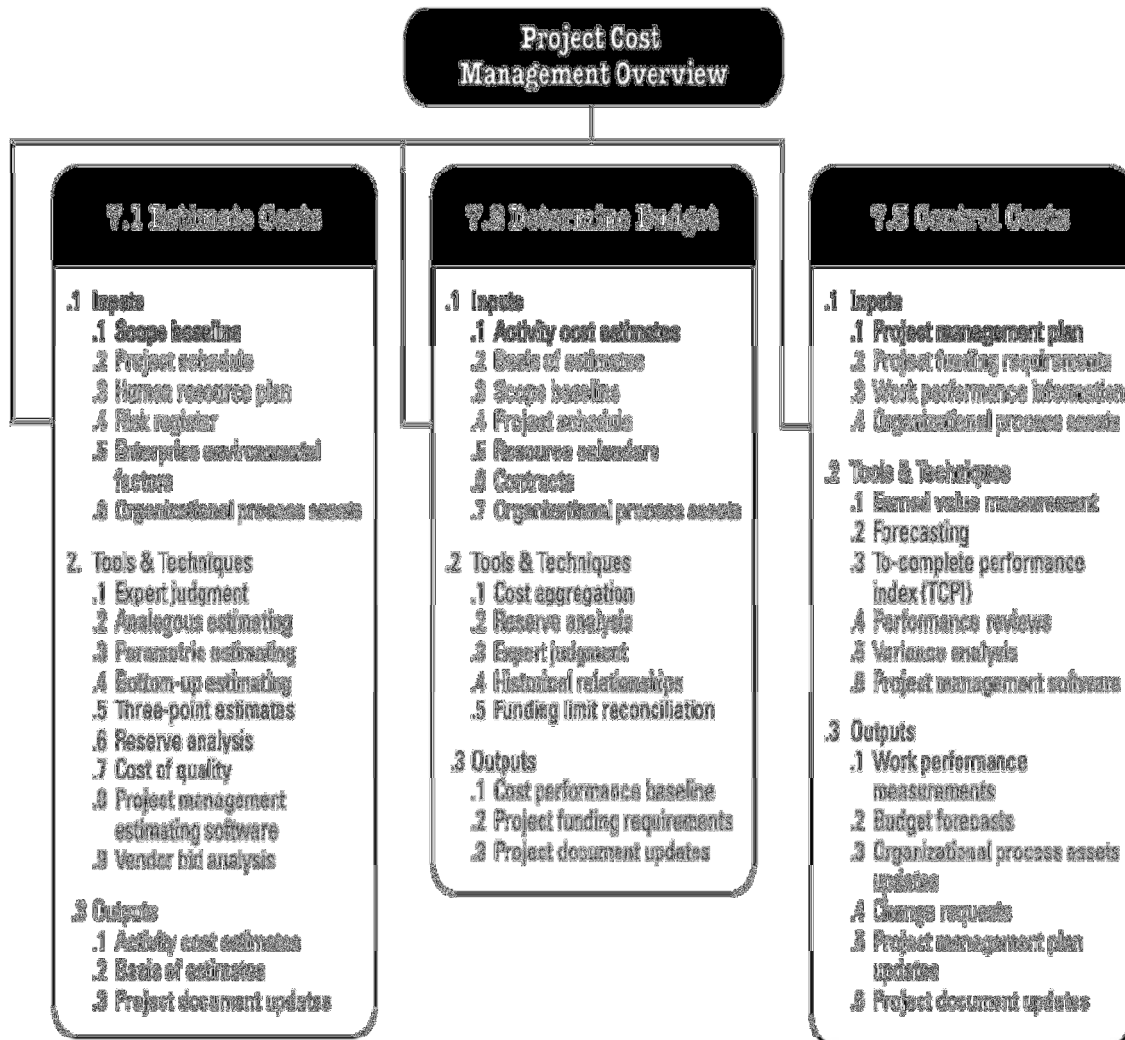 Project Cost
Management Overview
7.1 Estimate Costs
.1 Inputs
.1 Scope baseline
.2 Project schedule
.3 Human resource plan
.4 Risk register
.5 Enterprise environmental
factors
.6 Organizational process assets
2. Tools & Techniques
.1 Expert judgment
.2 Analogous estimating
.3 Parametric estimating
.4 Bottom-up estimating
.5 Three-point estimates
.6 Reserve analysis
.7 Cost of quality
.8 Project management
estimating software
.9 Vendor bid analysis
.3 Outputs
.1 Activity cost estimates
.2 Basis of estimates
.3 Project document updates
7.2 Determine Budget
.1 Inputs
.1 Activity cost estimates
.2 Basis of estimates
.3 Scope baseline
.4 Project schedule
.5 Resource calendars
.6 Contracts
.7 Organizational process assets
.2 Tools & Techniques
.1 Cost aggregation
.2 Reserve analysis
.3 Expert judgment
.4 Historical relationships
.5 Funding limit reconciliation
.3 Outputs
.1 Cost performance baseline
.2 Project funding requirements
.3 Project document updates
Control Costs
.1 Inputs
.1 Project management plan
.2 Project funding requirements
.3 Work performance information
.4 Organizational process assets
.2 Tools & Techniques
.1 Earned value measurement
.2 Forecasting
.3 To-complete performance
index (TCPI)
.4 Performance reviews
.5 Variance analysis
.6 Project management software
.3 Outputs
.1 Work performance
measurements
.2 Budget forecasts
.3 Organizational process assets
updates
.4 Change requests
.5 Project management plan
updates
.6 Project document updates